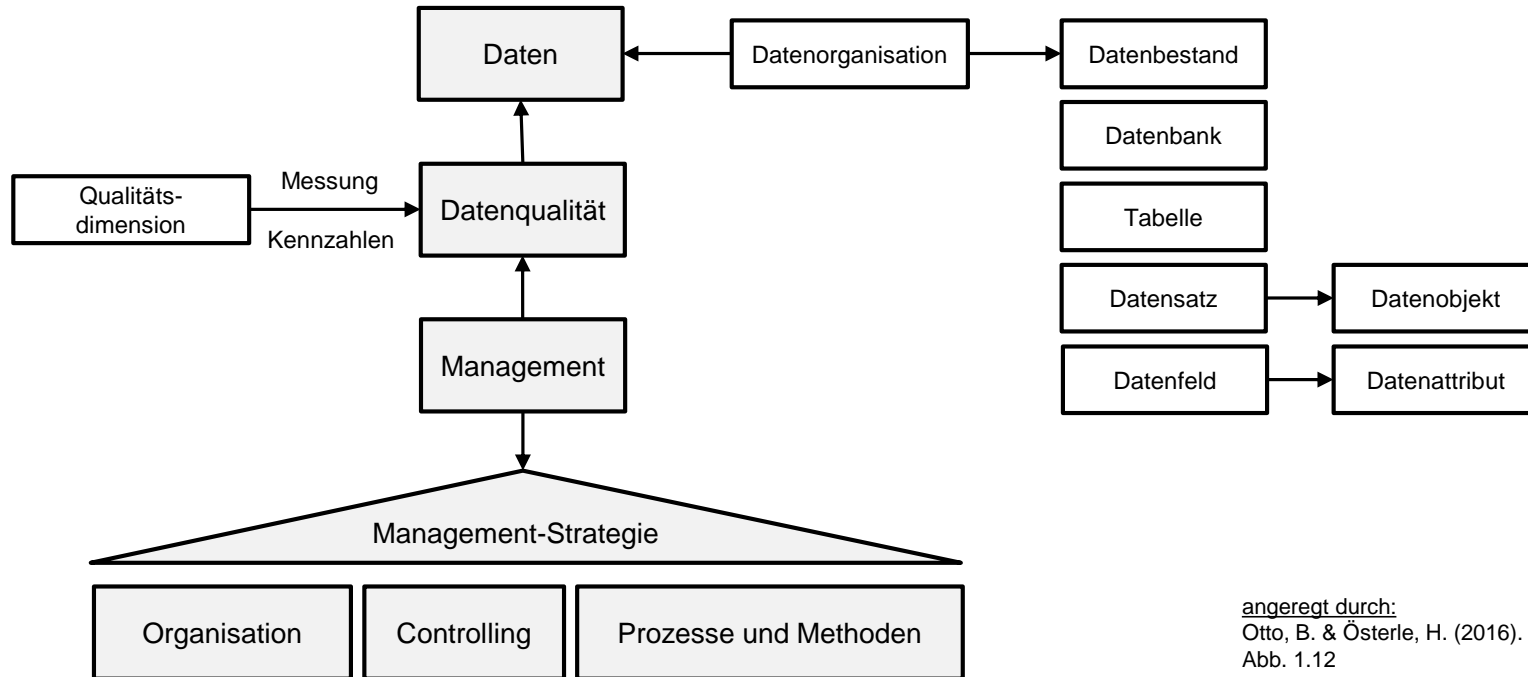 Daten
Datenorganisation
Datenbestand
Datenbank
Messung
Qualitäts-
dimension
Datenqualität
Tabelle
Kennzahlen
Datensatz
Datenobjekt
Management
Datenfeld
Datenattribut
Management-Strategie
Organisation
Controlling
Prozesse und Methoden
angeregt durch:
Otto, B. & Österle, H. (2016).
Abb. 1.12